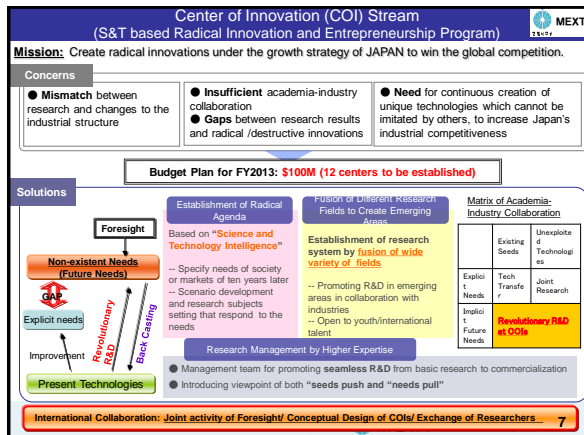 Center of Innovation (COI) Stream
(S&T based Radical Innovation and Entrepreneurship Program)
MEXT
Mission: Create radical innovations under the growth strategy of JAPAN to win the global competition.
Concerns
● Mismatch between
research and changes to the
industrial structure
● Insufficient academia-industry
collaboration
● Gaps between research results
and radical /destructive innovations
● Need for continuous creation of
unique technologies which cannot be
imitated by others, to increase Japan's
industrial competitiveness
Budget Plan for FY2013: $100M (12 centers to be established)
Solutions
Foresight
Non-existent Needs
(Future Needs)
GAP
Explicit needs
Improvement
Revolutionary
R&D
Back Casting
Present Technologies
Establishment of Radical
Agenda
Based on "Science and
Technology Intelligence"
-- Specify needs of society
or markets of ten years later
-- Scenario development
and research subjects
setting that respond to the
needs
Fusion of Different Research
Fields to Create Emerging
Areas
Establishment of research
system by fusion of wide
variety of fields
-- Promoting R&D in emerging
areas in collaboration with
industries
-- Open to youth/international
talent
Matrix of Academia-
Industry Collaboration
Existing
Seeds
Unexploite
d
Technologi
es
Explici
t
Needs
Tech
Transfe
r
Joint
Research
Implici
t
Future
Needs
Revolutionary R&D
at COIs
Research Management by Higher Expertise
● Management team for promoting seamless R&D from basic research to commercialization
● Introducing viewpoint of both "seeds push and "needs pull"
International Collaboration: Joint activity of Foresight/ Conceptual Design of COIs/ Exchange of Researchers
7